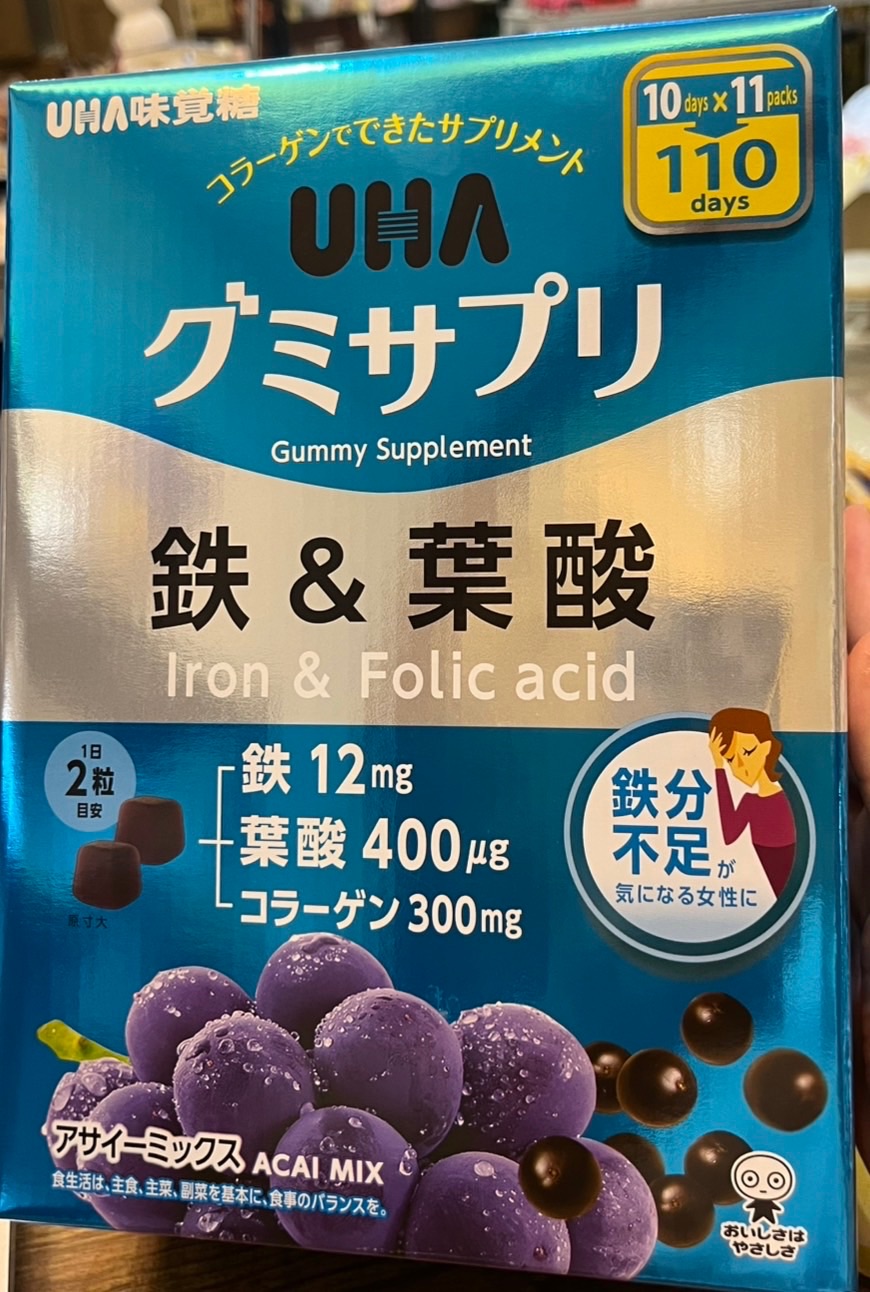 UHA味覚糖
10 days × 11 packs
110
days
コラーゲンでできたサプリメント
UHA
グミサプリ
Gummy Supplement
鉄 & 葉酸
Iron & Folic acid
1日
2粒
目安
原寸大
鉄 12mg
葉酸 400μg
コラーゲン 300mg
鉄分
不足が
気になる女性に
アサイーミックス ACAI MIX
食生活は、主食、主菜、副菜を基本に、食事のバランスを。
おいしさは
やさしさ